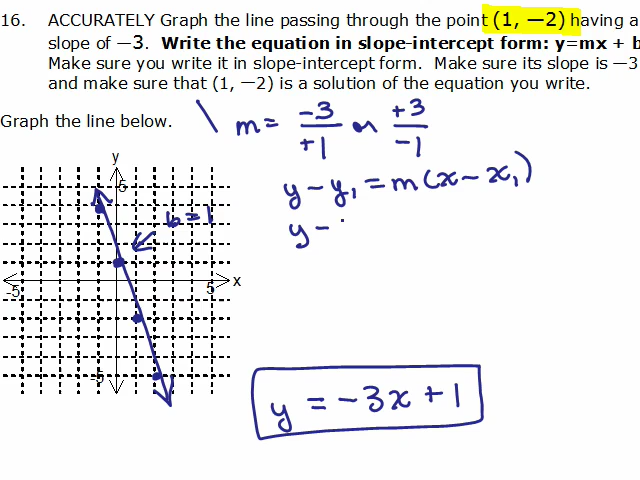 16. ACCURATELY Graph the line passing through the point (1, −2) having a
slope of −3. Write the equation in slope-intercept form: y=mx + b
Make sure you write it in slope-intercept form. Make sure its slope is −3
and make sure that (1, −2) is a solution of the equation you write.
Graph the line below. \ m = −3/+1 or +3/−1
y
5
y − y₁ = m(x − x₁)
b = 1
y −
x
-5
5
-5
y = −3x + 1